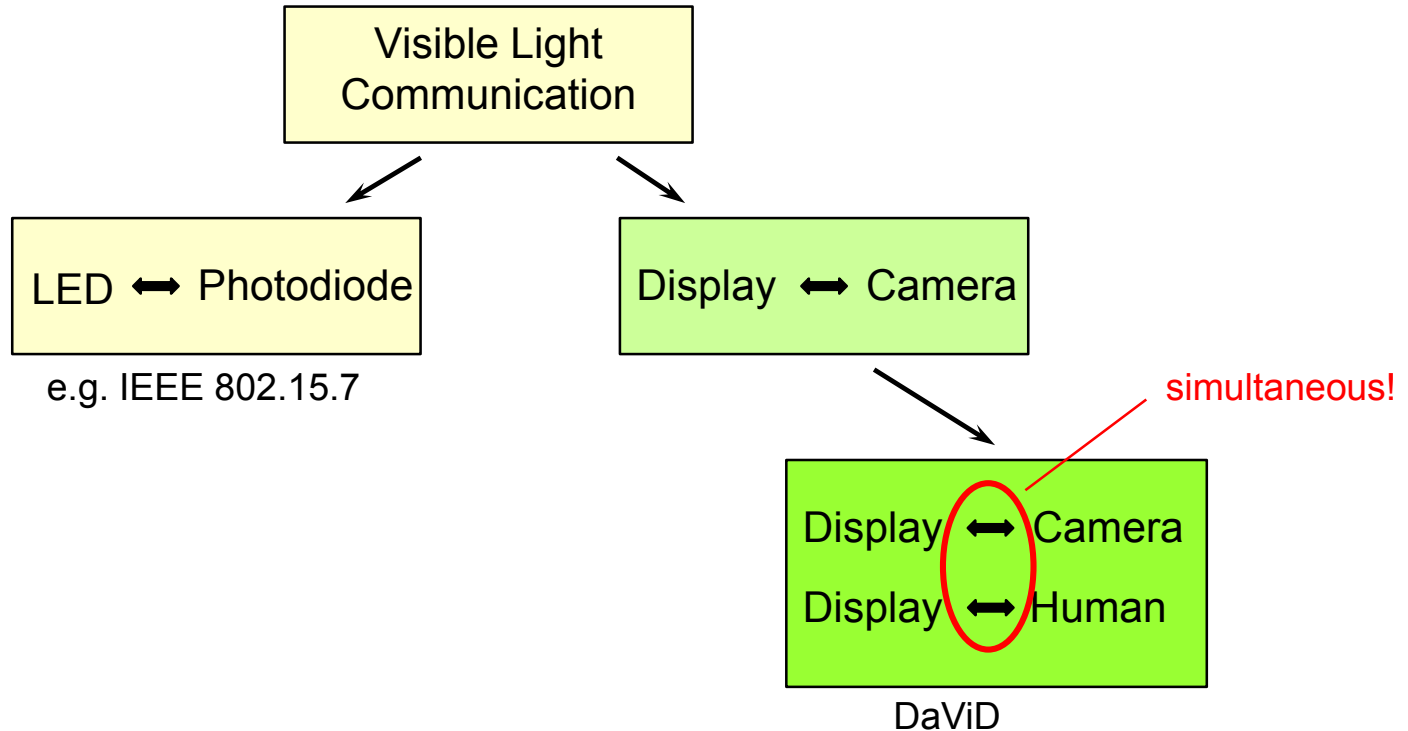 Visible Light
Communication
LED ↔ Photodiode
Display ↔ Camera
e.g. IEEE 802.15.7
simultaneous!
Display ↔ Camera
Display ↔ Human
DaViD